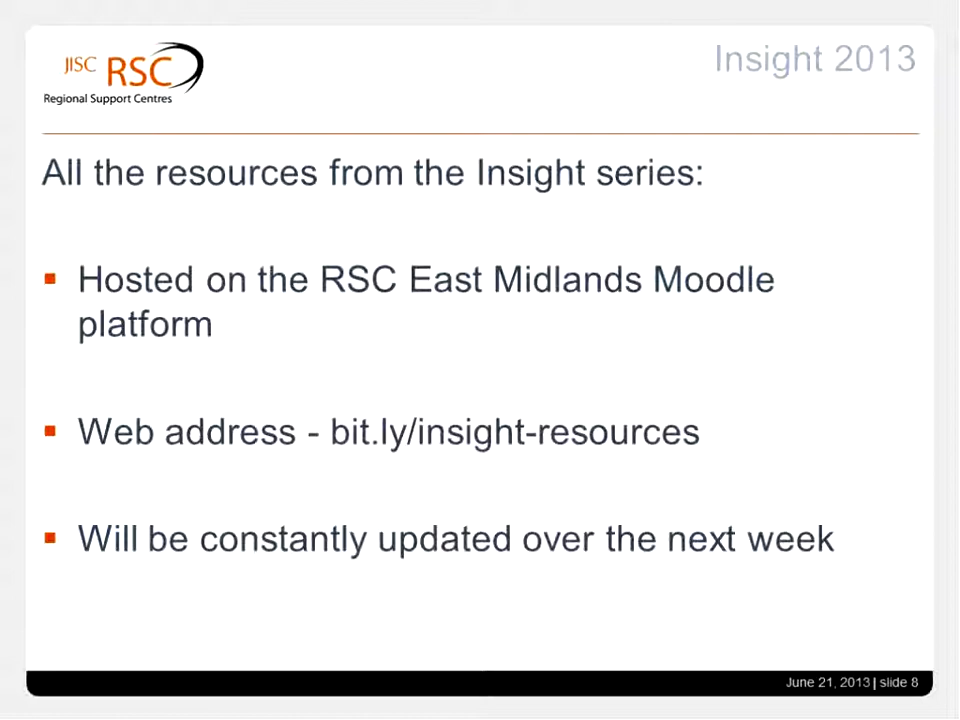 JISC RSC
Regional Support Centres
Insight 2013
All the resources from the Insight series:
▪ Hosted on the RSC East Midlands Moodle
platform
▪ Web address - bit.ly/insight-resources
▪ Will be constantly updated over the next week
June 21, 2013 | slide 8